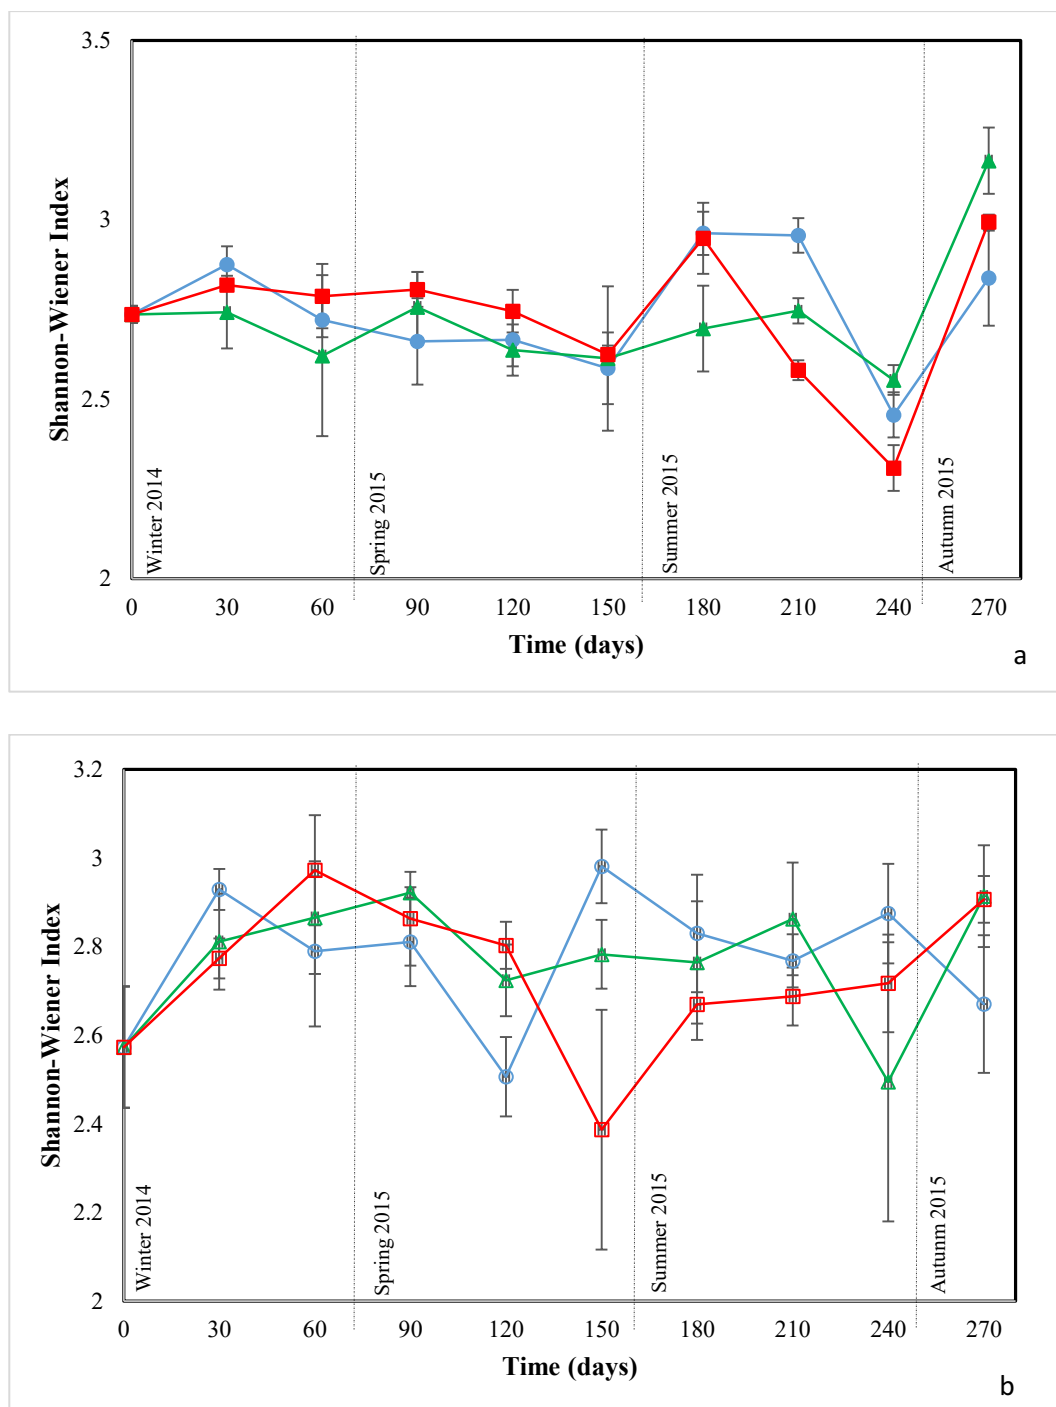 3.5
3
2.5
2
Shannon-Wiener Index
Winter 2014
Spring 2015
Summer 2015
Autumn 2015
0 30 60 90 120 150 180 210 240 270
Time (days)
a
3.2
3
2.8
2.6
2.4
2.2
2
Shannon-Wiener Index
Winter 2014
Spring 2015
Summer 2015
Autunm 2015
0 30 60 90 120 150 180 210 240 270
Time (days)
b